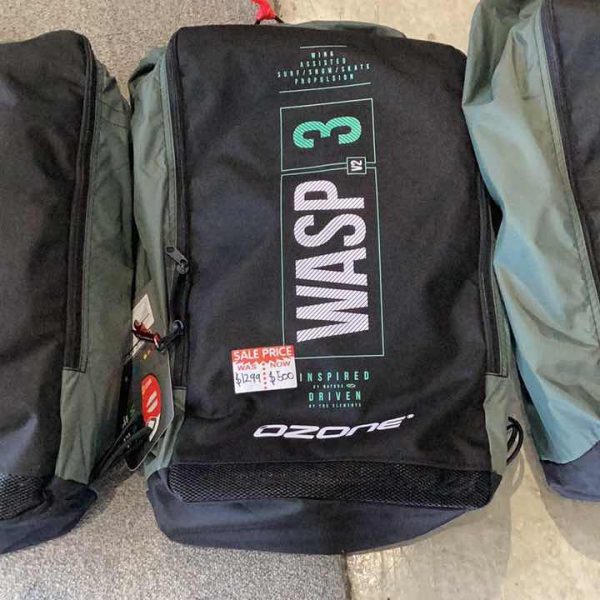 WING
ASSISTED
SURF/SNOW/SKATE
PROPULSION
WASP V2 3
SALE PRICE
WAS NOW
$1299 $500
INSPIRED
BY NATURE
DRIVEN
BY THE ELEMENTS
OZONE